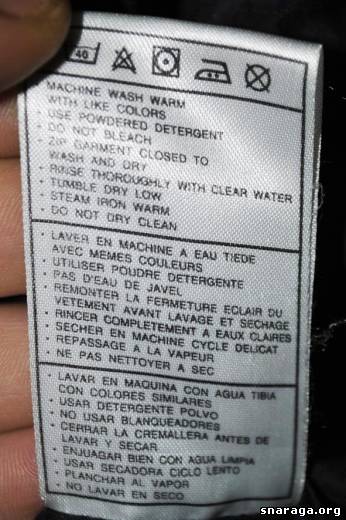 40
MACHINE WASH WARM
WITH LIKE COLORS
- USE POWDERED DETERGENT
- DO NOT BLEACH
- ZIP GARMENT CLOSED TO
WASH AND DRY
- RINSE THOROUGHLY WITH CLEAR WATER
- TUMBLE DRY LOW
- STEAM IRON WARM
- DO NOT DRY CLEAN
- LAVER EN MACHINE A EAU TIEDE
AVEC MEMES COULEURS
- UTILISER POUDRE DETERGENTE
- PAS D'EAU DE JAVEL
- REMONTER LA FERMETURE ECLAIR DU
VETEMENT AVANT LAVAGE ET SECHAGE
- RINCER COMPLETEMENT A EAUX CLAIRES
- SECHER EN MACHINE CYCLE DELICAT
- REPASSAGE A LA VAPEUR
- NE PAS NETTOYER A SEC
- LAVAR EN MAQUINA CON AGUA TIBIA
CON COLORES SIMILARES
- USAR DETERGENTE POLVO
- NO USAR BLANQUEADORES
- CERRAR LA CREMALLERA ANTES DE
LAVAR Y SECAR
- ENJUAGAR BIEN CON AGUA LIMPIA
- USAR SECADORA CICLO LENTO
- PLANCHAR AL VAPOR
- NO LAVAR EN SECO
snaraga.org